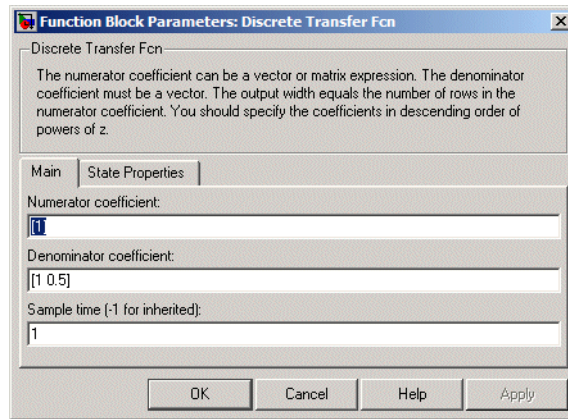 Function Block Parameters: Discrete Transfer Fcn
Discrete Transfer Fcn
The numerator coefficient can be a vector or matrix expression. The denominator
coefficient must be a vector. The output width equals the number of rows in the
numerator coefficient. You should specify the coefficients in descending order of
powers of z.
Main State Properties
Numerator coefficient:
[1]
Denominator coefficient:
[1 0.5]
Sample time (-1 for inherited):
1
OK Cancel Help Apply